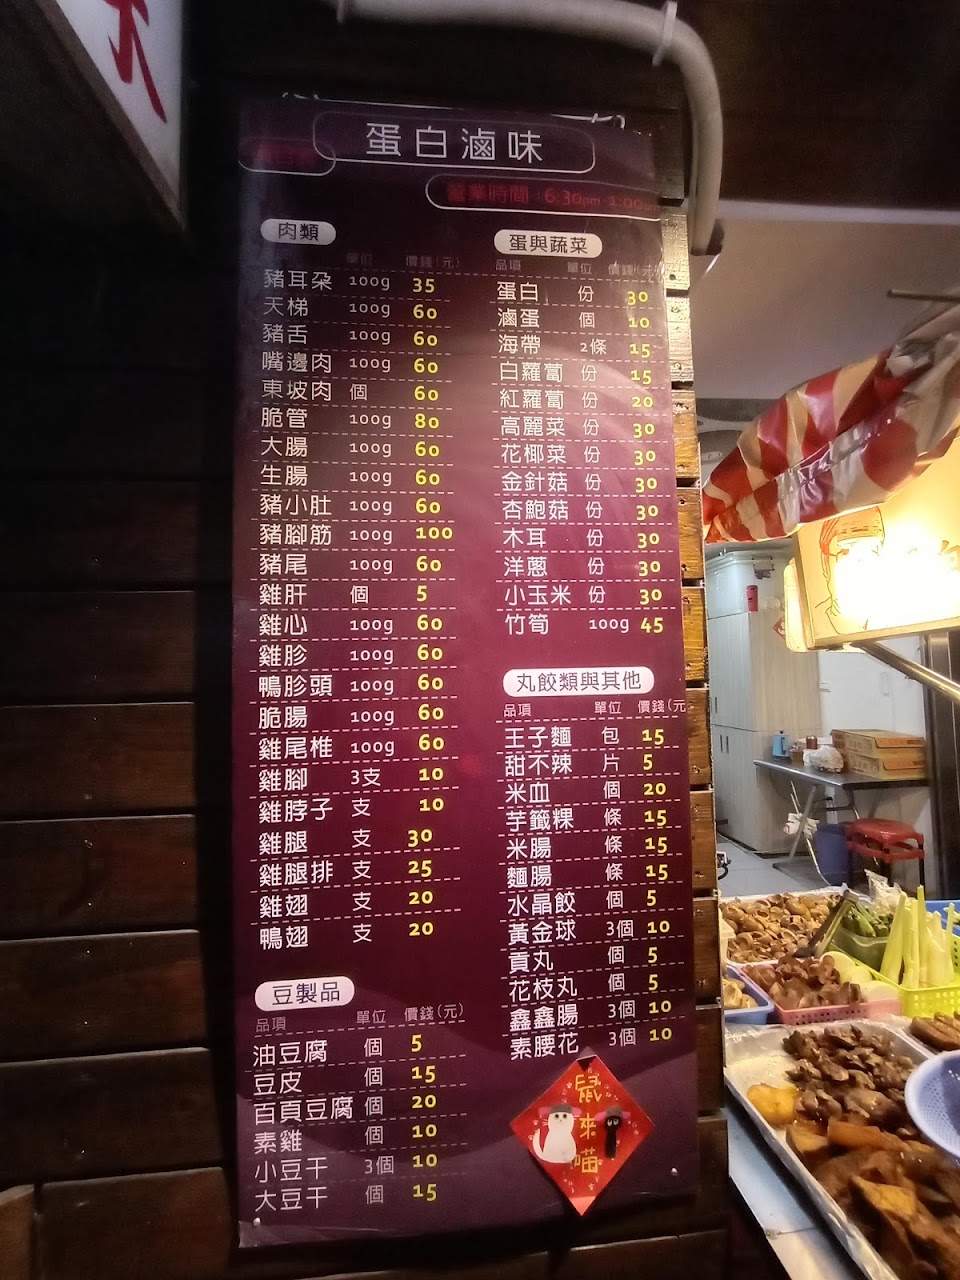 蛋白滷味
營業時間：6:30pm-1:00am
肉類
單位 價錢(元)
豬耳朵 100g 35
天梯 100g 60
豬舌 100g 60
嘴邊肉 100g 60
東坡肉 個 60
脆管 100g 80
大腸 100g 60
生腸 100g 60
豬小肚 100g 60
豬腳筋 100g 100
豬尾 100g 60
雞肝 個 5
雞心 100g 60
雞胗 100g 60
鴨胗頭 100g 60
脆腸 100g 60
雞尾椎 100g 60
雞腳 3支 10
雞脖子 支 10
雞腿 支 30
雞腿排 支 25
雞翅 支 20
鴨翅 支 20
豆製品
品項 單位 價錢(元)
油豆腐 個 5
豆皮 個 15
百頁豆腐 個 20
素雞 個 10
小豆干 3個 10
大豆干 個 15
蛋與蔬菜
品項 單位 價錢(元)
蛋白 份 30
滷蛋 個 10
海帶 2條 15
白蘿蔔 份 15
紅蘿蔔 份 20
高麗菜 份 30
花椰菜 份 30
金針菇 份 30
杏鮑菇 份 30
木耳 份 30
洋蔥 份 30
小玉米 份 30
竹筍 100g 45
丸餃類與其他
品項 單位 價錢(元
王子麵 包 15
甜不辣 片 5
米血 個 20
芋籤粿 條 15
米腸 條 15
麵腸 條 15
水晶餃 個 5
黃金球 3個 10
貢丸 個 5
花枝丸 個 5
鑫鑫腸 3個 10
素腰花 3個 10
鼠來喵